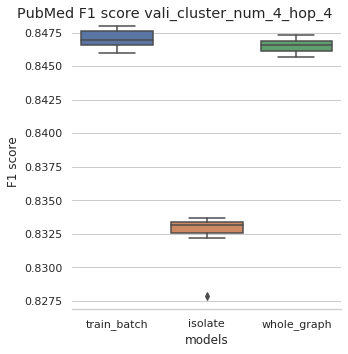 PubMed F1 score vali_cluster_num_4_hop_4
0.8475
0.8450
0.8425
0.8400
0.8375
0.8350
0.8325
0.8300
0.8275
F1 score
train_batch isolate whole_graph
models